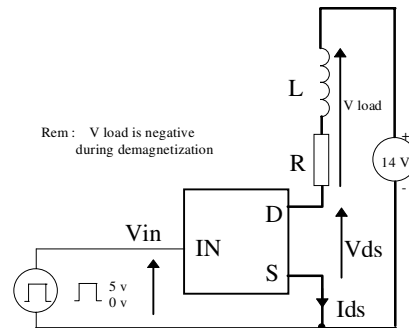 L
V load
Rem : V load is negative
during demagnetization
R
+
14 V
-
D
Vin
IN
Vds
S
5 v
0 v
Ids